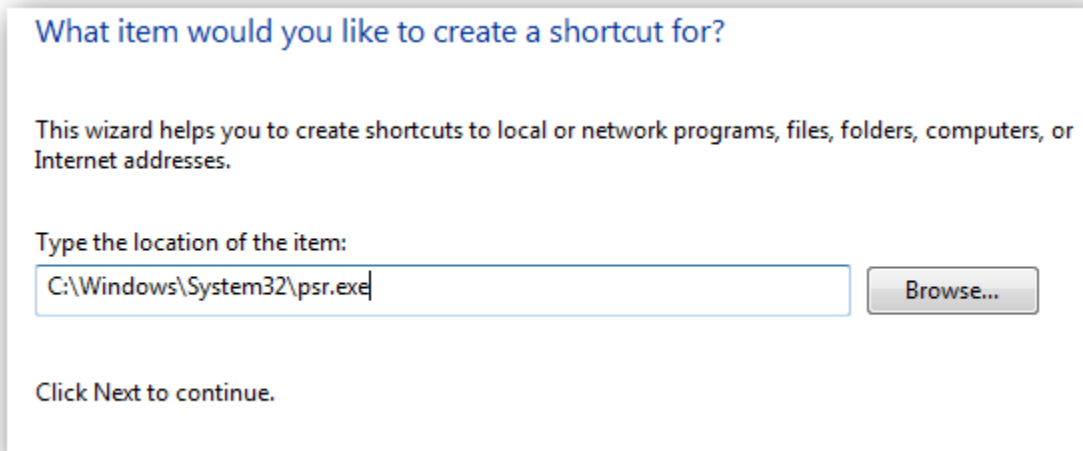 What item would you like to create a shortcut for?
This wizard helps you to create shortcuts to local or network programs, files, folders, computers, or
Internet addresses.
Type the location of the item:
C:\Windows\System32\psr.exe
Browse...
Click Next to continue.